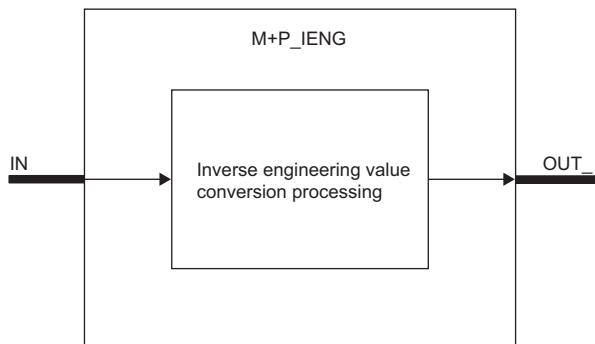 M+P_IENG
IN
Inverse engineering value
conversion processing
OUT_